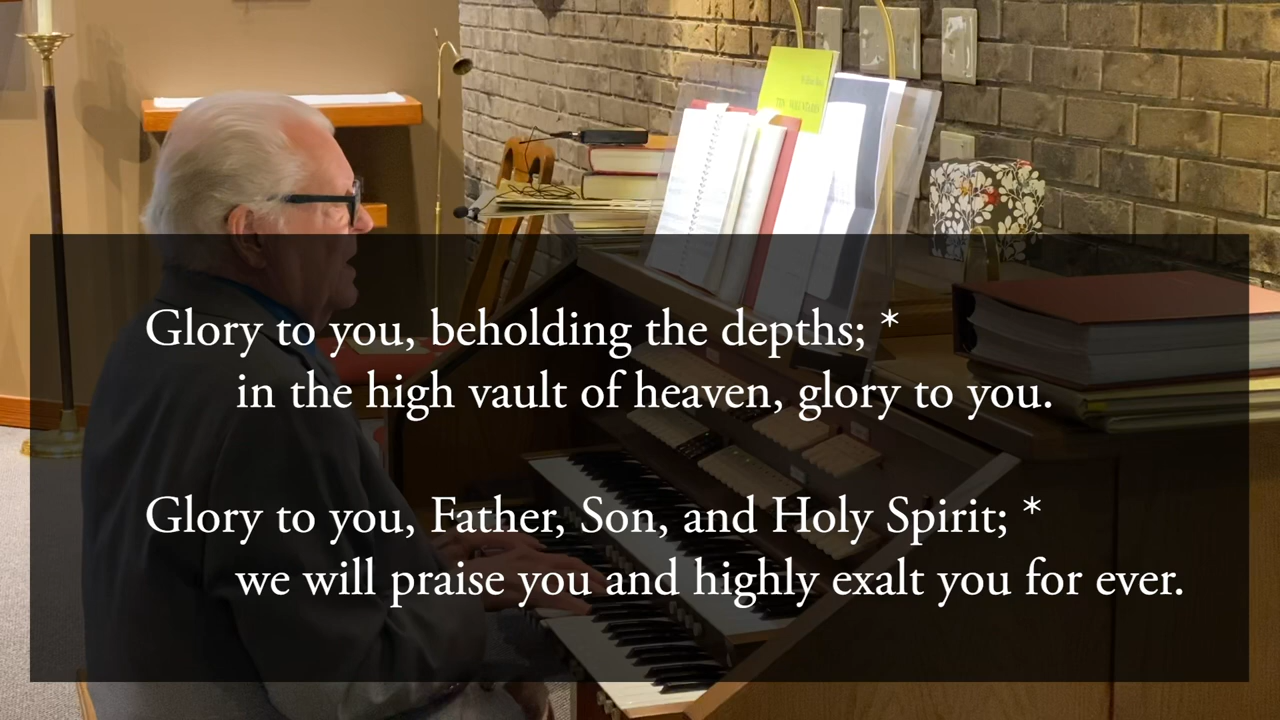 Glory to you, beholding the depths; *
in the high vault of heaven, glory to you.
Glory to you, Father, Son, and Holy Spirit; *
we will praise you and highly exalt you for ever.